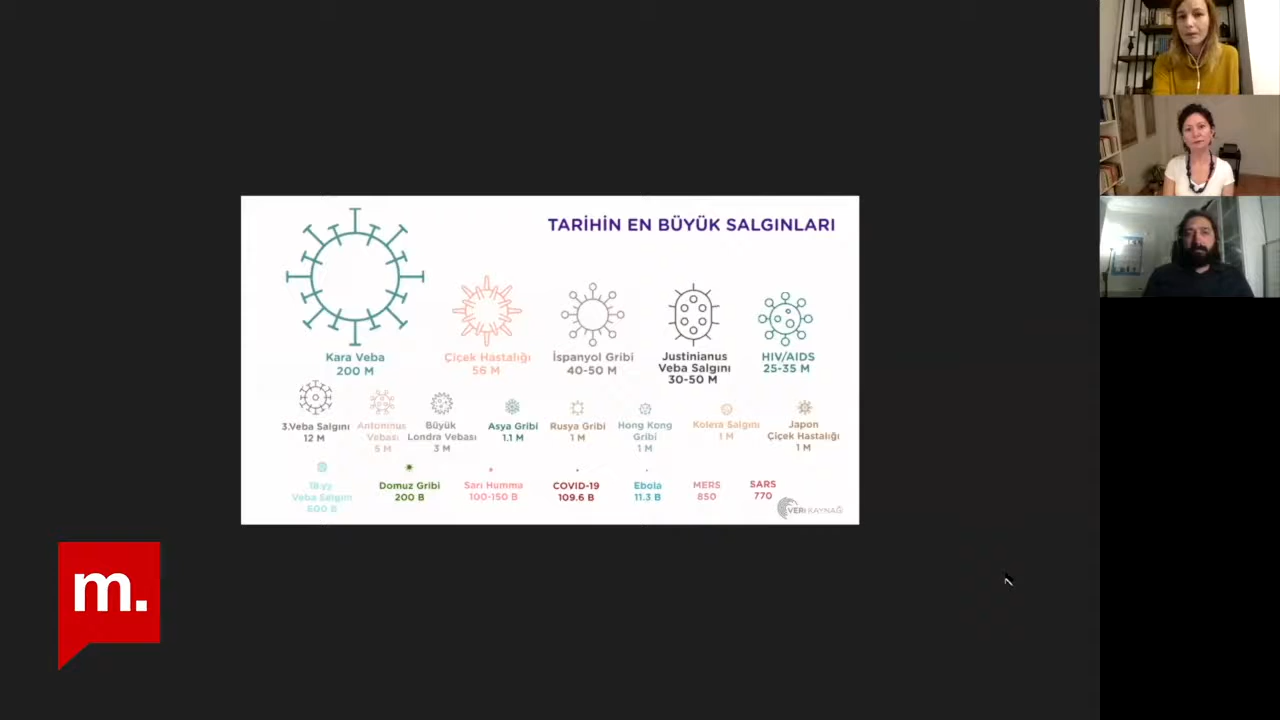 TARİHİN EN BÜYÜK SALGINLARI
Kara Veba
200 M
Çiçek Hastalığı
56 M
İspanyol Gribi
40-50 M
Justinianus
Veba Salgını
30-50 M
HIV/AIDS
25-35 M
3.Veba Salgını
12 M
Antoninus
Vebası
5 M
Büyük
Londra Vebası
3 M
Asya Gribi
1.1 M
Rusya Gribi
1 M
Hong Kong
Gribi
1 M
Kolera Salgını
1 M
Japon
Çiçek Hastalığı
1 M
18.yy
Veba Salgını
600 B
Domuz Gribi
200 B
Sarı Humma
100-150 B
COVID-19
109.6 B
Ebola
11.3 B
MERS
850
SARS
770
VERİ KAYNAĞI
m.